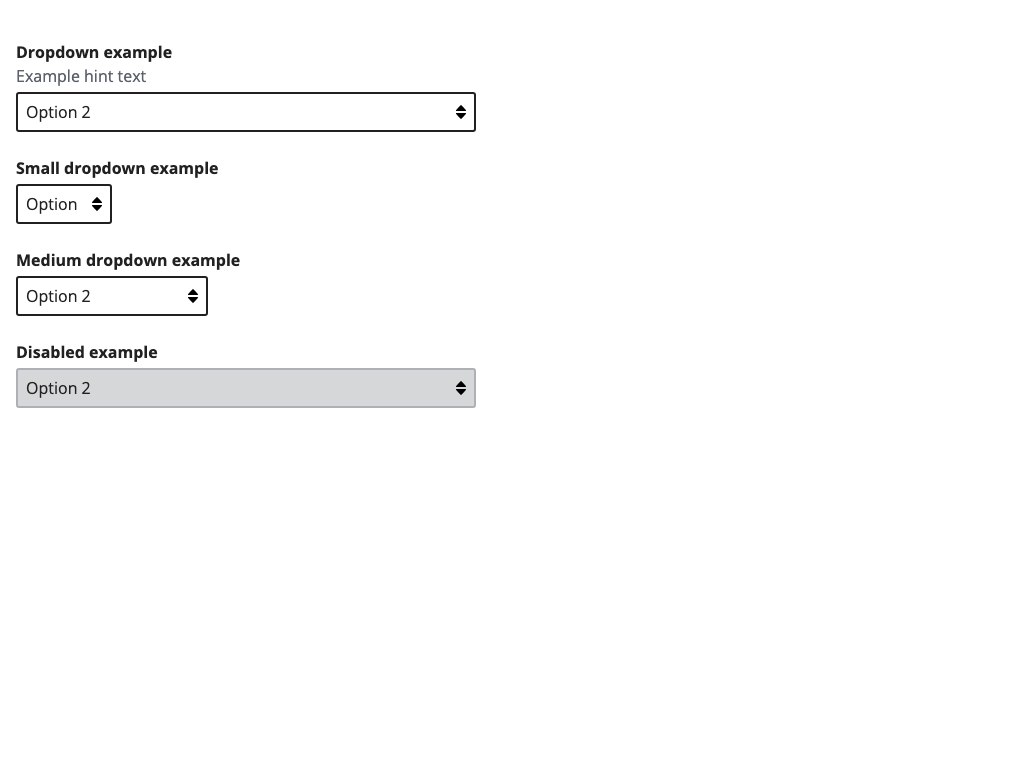 Dropdown example
Example hint text
Option 2
Small dropdown example
Option
Medium dropdown example
Option 2
Disabled example
Option 2